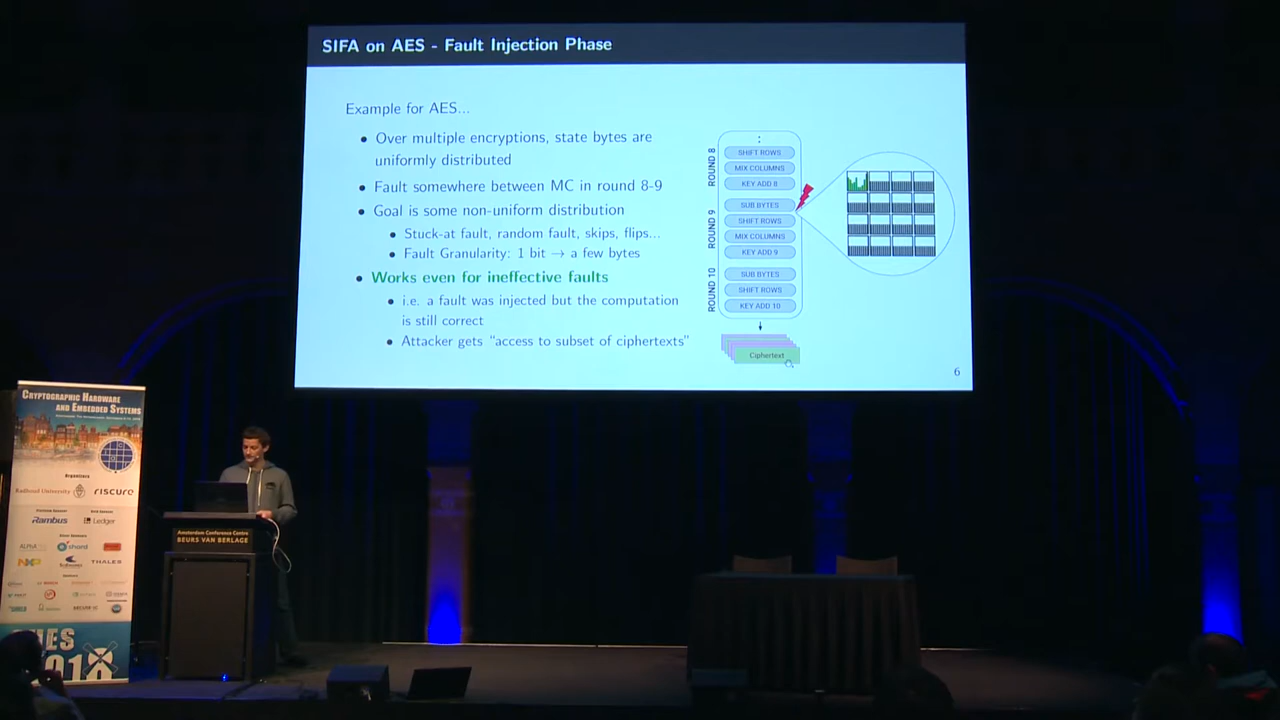 SIFA on AES - Fault Injection Phase
Example for AES...
• Over multiple encryptions, state bytes are
uniformly distributed
• Fault somewhere between MC in round 8-9
• Goal is some non-uniform distribution
• Stuck-at fault, random fault, skips, flips...
• Fault Granularity: 1 bit → a few bytes
• Works even for ineffective faults
• i.e. a fault was injected but the computation
is still correct
• Attacker gets "access to subset of ciphertexts"
ROUND 8
SHIFT ROWS
MIX COLUMNS
KEY ADD 8
ROUND 9
SUB BYTES
SHIFT ROWS
MIX COLUMNS
KEY ADD 9
ROUND 10
SUB BYTES
SHIFT ROWS
KEY ADD 10
Ciphertext
6
CRYPTOGRAPHIC HARDWARE
AND EMBEDDED SYSTEMS
Organizers
Radboud University
riscure
Rambus
Ledger
ALPHA
shard
NXP
THALES
Amsterdam Conference Centre
BEURS VAN BERLAGE